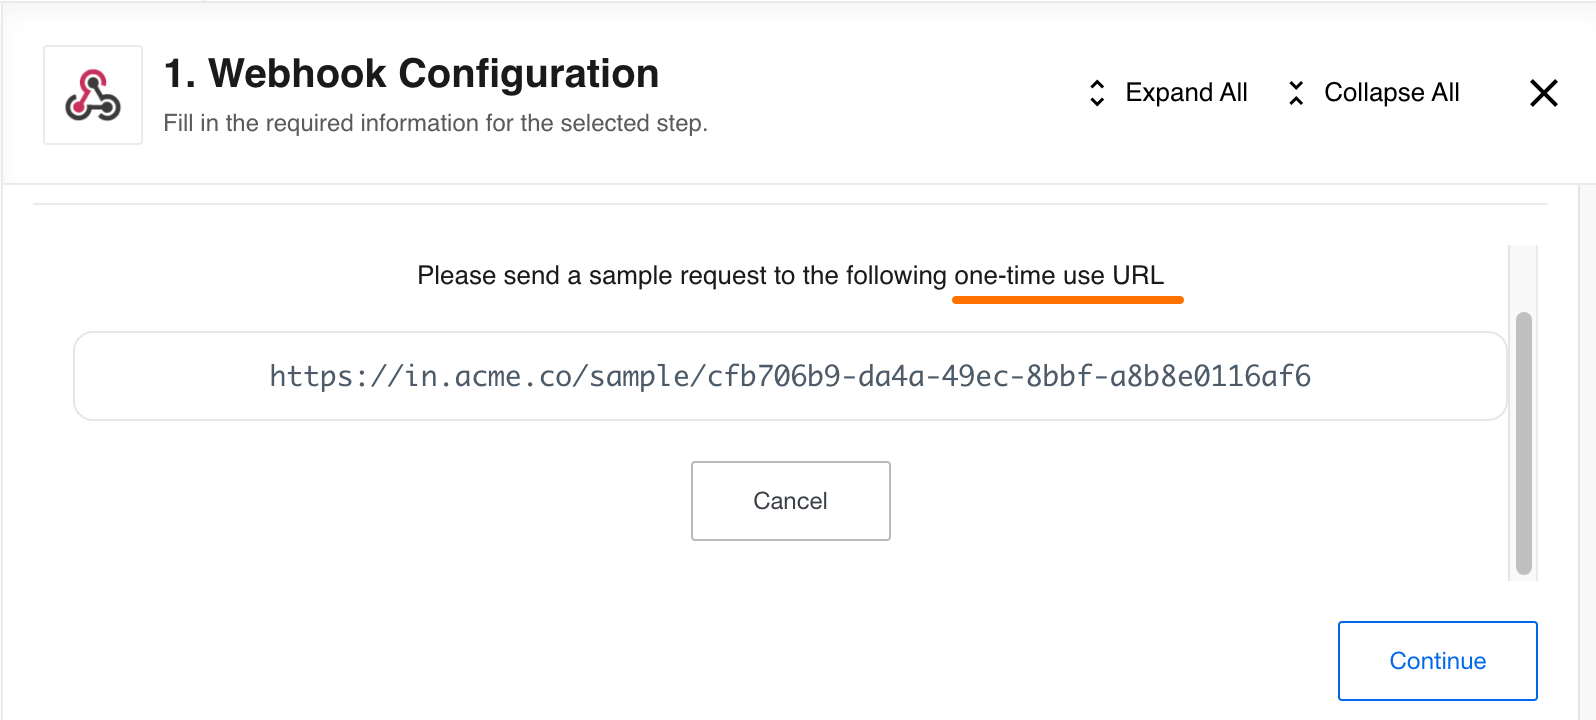 1. Webhook Configuration
Fill in the required information for the selected step.
Expand All
Collapse All
Please send a sample request to the following one-time use URL
https://in.acme.co/sample/cfb706b9-da4a-49ec-8bbf-a8b8e0116af6
Cancel
Continue